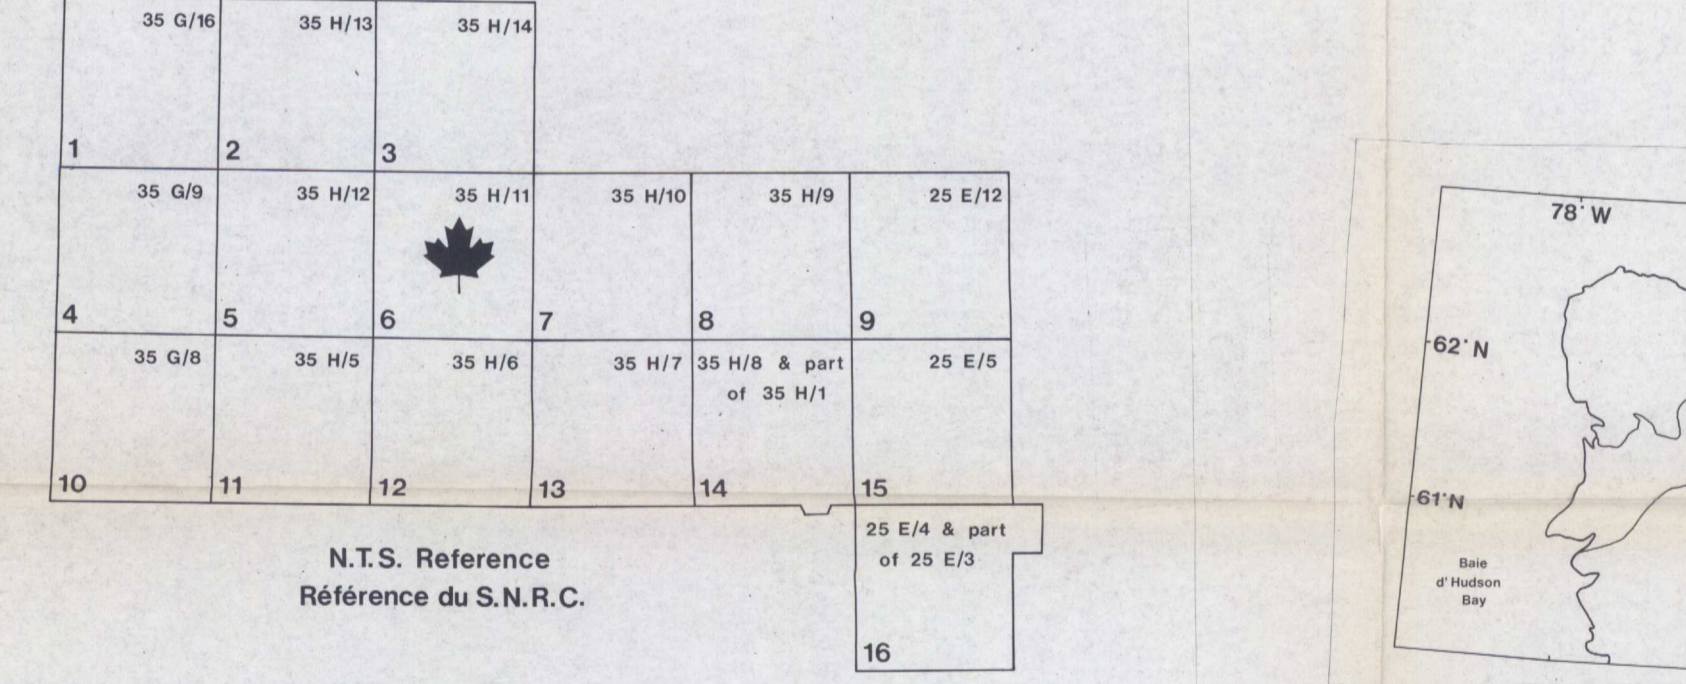 35 G/16
35 H/13
35 H/14
1
2
3
35 G/9
35 H/12
35 H/11
35 H/10
35 H/9
25 E/12
4
5
6
7
8
9
35 G/8
35 H/5
35 H/6
35 H/7
35 H/8 & part
of 35 H/1
25 E/5
10
11
12
13
14
15
25 E/4 & part
of 25 E/3
16
N.T.S. Reference
Référence du S.N.R.C.
78° W
62° N
61° N
Baie
d'Hudson
Bay